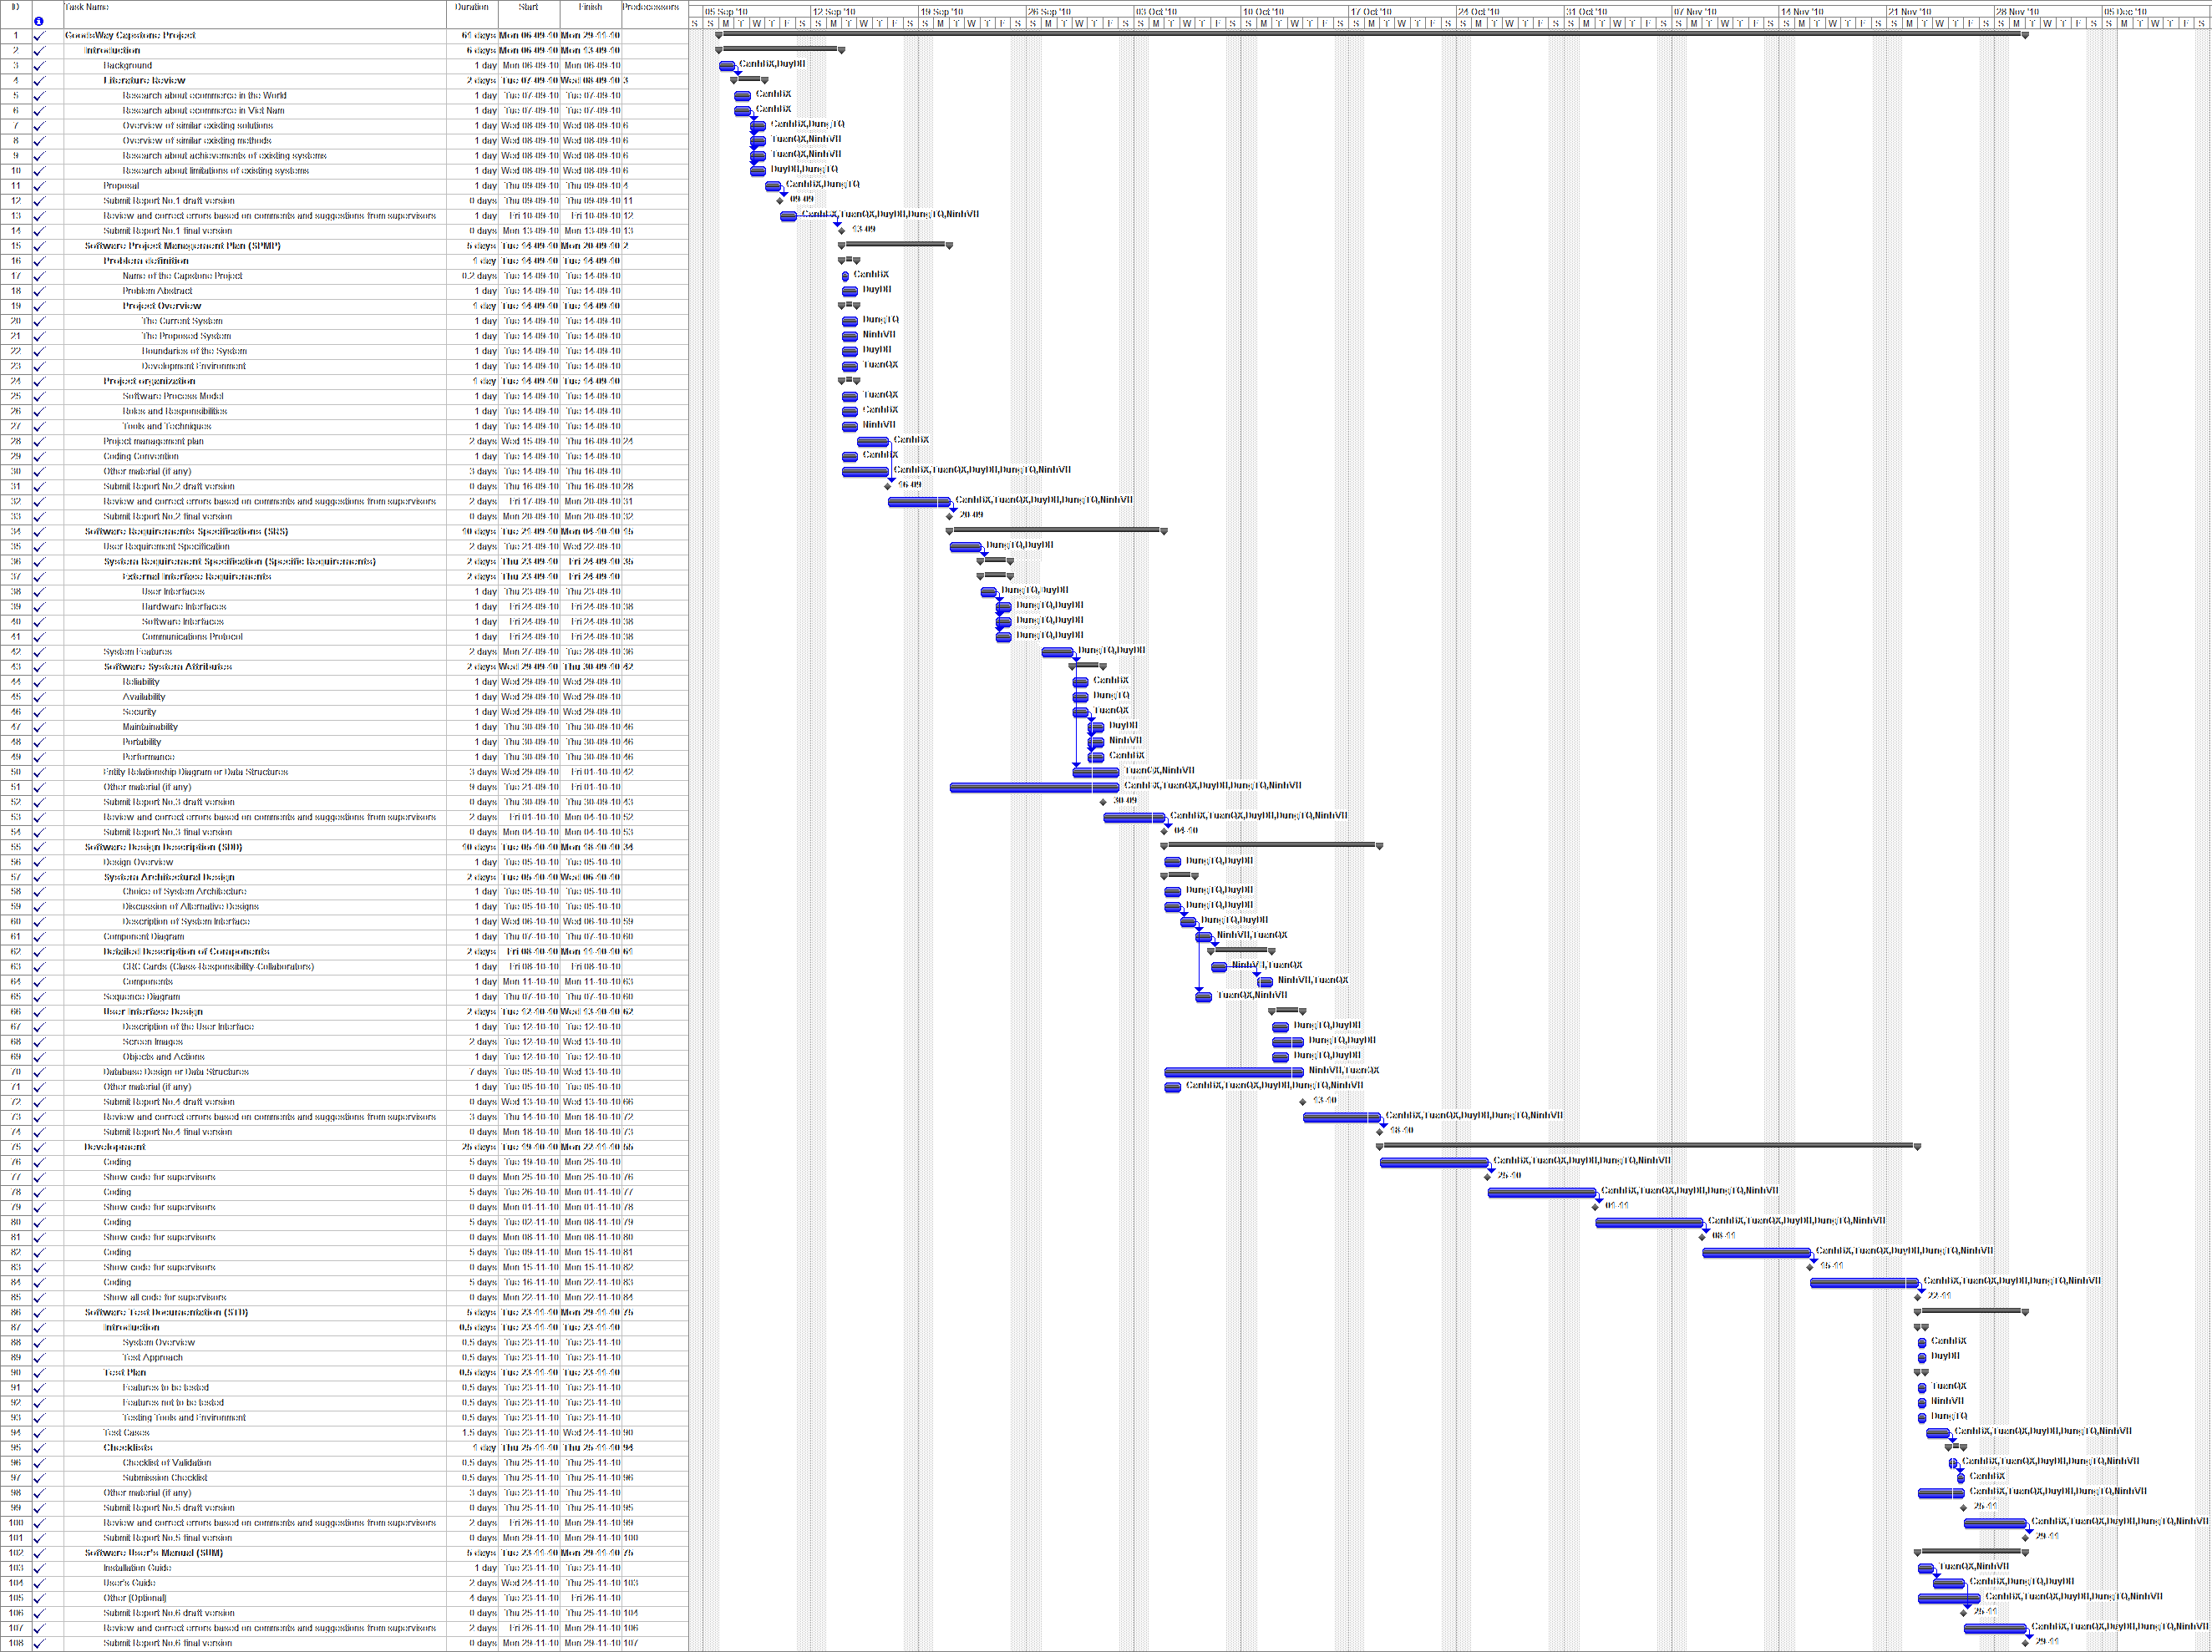 ID Task Name Duration Start Finish Predecessors 05 Sep '10 12 Sep '10 19 Sep '10 26 Sep '10 03 Oct '10 10 Oct '10 17 Oct '10 24 Oct '10 31 Oct '10 07 Nov '10 14 Nov '10 21 Nov '10 28 Nov '10 05 Dec '10
S S M T W T F S S M T W T F S S M T W T F S S M T W T F S S M T W T F S S M T W T F S S M T W T F S S M T W T F S S M T W T F S S M T W T F S S M T W T F S S M T W T F S S M T W T F S S M T W T F S S M T W T F S
1 GoodsWay Capstone Project 61 days Mon 06-09-10 Mon 29-11-10
2 Introduction 6 days Mon 06-09-10 Mon 13-09-10
3 Background 1 day Mon 06-09-10 Mon 06-09-10 CanhBX,DuyDH
4 Literature Review 2 days Tue 07-09-10 Wed 08-09-10 3
5 Research about ecommerce in the World 1 day Tue 07-09-10 Tue 07-09-10 CanhBX
6 Research about ecommerce in Viet Nam 1 day Tue 07-09-10 Tue 07-09-10 CanhBX
7 Overview of similar existing solutions 1 day Wed 08-09-10 Wed 08-09-10 6 CanhBX,DungTQ
8 Overview of similar existing methods 1 day Wed 08-09-10 Wed 08-09-10 6 TuanQX,NinhVH
9 Research about achievements of existing systems 1 day Wed 08-09-10 Wed 08-09-10 6 TuanQX,NinhVH
10 Research about limitations of existing systems 1 day Wed 08-09-10 Wed 08-09-10 6 DuyDH,DungTQ
11 Proposal 1 day Thu 09-09-10 Thu 09-09-10 4 CanhBX,DungTQ
12 Submit Report No.1 draft version 0 days Thu 09-09-10 Thu 09-09-10 11 09-09
13 Review and correct errors based on comments and suggestions from supervisors 1 day Fri 10-09-10 Fri 10-09-10 12 CanhBX,TuanQX,DuyDH,DungTQ,NinhVH
14 Submit Report No.1 final version 0 days Mon 13-09-10 Mon 13-09-10 13 13-09
15 Software Project Management Plan (SPMP) 5 days Tue 14-09-10 Mon 20-09-10 2
16 Problem definition 1 day Tue 14-09-10 Tue 14-09-10
17 Name of the Capstone Project 0.2 days Tue 14-09-10 Tue 14-09-10 CanhBX
18 Problem Abstract 1 day Tue 14-09-10 Tue 14-09-10 DuyDH
19 Project Overview 1 day Tue 14-09-10 Tue 14-09-10
20 The Current System 1 day Tue 14-09-10 Tue 14-09-10 DungTQ
21 The Proposed System 1 day Tue 14-09-10 Tue 14-09-10 NinhVH
22 Boundaries of the System 1 day Tue 14-09-10 Tue 14-09-10 DuyDH
23 Development Environment 1 day Tue 14-09-10 Tue 14-09-10 TuanQX
24 Project organization 1 day Tue 14-09-10 Tue 14-09-10
25 Software Process Model 1 day Tue 14-09-10 Tue 14-09-10 TuanQX
26 Roles and Responsibilities 1 day Tue 14-09-10 Tue 14-09-10 CanhBX
27 Tools and Techniques 1 day Tue 14-09-10 Tue 14-09-10 NinhVH
28 Project management plan 2 days Wed 15-09-10 Thu 16-09-10 24 CanhBX
29 Coding Convention 1 day Tue 14-09-10 Tue 14-09-10 CanhBX
30 Other material (if any) 3 days Tue 14-09-10 Thu 16-09-10 CanhBX,TuanQX,DuyDH,DungTQ,NinhVH
31 Submit Report No.2 draft version 0 days Thu 16-09-10 Thu 16-09-10 28 16-09
32 Review and correct errors based on comments and suggestions from supervisors 2 days Fri 17-09-10 Mon 20-09-10 31 CanhBX,TuanQX,DuyDH,DungTQ,NinhVH
33 Submit Report No.2 final version 0 days Mon 20-09-10 Mon 20-09-10 32 20-09
34 Software Requirements Specifications (SRS) 10 days Tue 21-09-10 Mon 04-10-10 15
35 User Requirement Specification 2 days Tue 21-09-10 Wed 22-09-10 DungTQ,DuyDH
36 System Requirement Specification (Specific Requirements) 2 days Thu 23-09-10 Fri 24-09-10 35
37 External Interface Requirements 2 days Thu 23-09-10 Fri 24-09-10
38 User Interfaces 1 day Thu 23-09-10 Thu 23-09-10 DungTQ,DuyDH
39 Hardware Interfaces 1 day Fri 24-09-10 Fri 24-09-10 38 DungTQ,DuyDH
40 Software Interfaces 1 day Fri 24-09-10 Fri 24-09-10 38 DungTQ,DuyDH
41 Communications Protocol 1 day Fri 24-09-10 Fri 24-09-10 38 DungTQ,DuyDH
42 System Features 2 days Mon 27-09-10 Tue 28-09-10 36 DungTQ,DuyDH
43 Software System Attributes 2 days Wed 29-09-10 Thu 30-09-10 42
44 Reliability 1 day Wed 29-09-10 Wed 29-09-10 CanhBX
45 Availability 1 day Wed 29-09-10 Wed 29-09-10 DungTQ
46 Security 1 day Wed 29-09-10 Wed 29-09-10 TuanQX
47 Maintainability 1 day Thu 30-09-10 Thu 30-09-10 46 DuyDH
48 Portability 1 day Thu 30-09-10 Thu 30-09-10 46 NinhVH
49 Performance 1 day Thu 30-09-10 Thu 30-09-10 46 CanhBX
50 Entity Relationship Diagram or Data Structures 3 days Wed 29-09-10 Fri 01-10-10 42 TuanQX,NinhVH
51 Other material (if any) 9 days Tue 21-09-10 Fri 01-10-10 CanhBX,TuanQX,DuyDH,DungTQ,NinhVH
52 Submit Report No.3 draft version 0 days Thu 30-09-10 Thu 30-09-10 43 30-09
53 Review and correct errors based on comments and suggestions from supervisors 2 days Fri 01-10-10 Mon 04-10-10 52 CanhBX,TuanQX,DuyDH,DungTQ,NinhVH
54 Submit Report No.3 final version 0 days Mon 04-10-10 Mon 04-10-10 53 04-10
55 Software Design Description (SDD) 10 days Tue 05-10-10 Mon 18-10-10 34
56 Design Overview 1 day Tue 05-10-10 Tue 05-10-10 DungTQ,DuyDH
57 System Architectural Design 2 days Tue 05-10-10 Wed 06-10-10
58 Choice of System Architecture 1 day Tue 05-10-10 Tue 05-10-10 DungTQ,DuyDH
59 Discussion of Alternative Designs 1 day Tue 05-10-10 Tue 05-10-10 DungTQ,DuyDH
60 Description of System Interface 1 day Wed 06-10-10 Wed 06-10-10 59 DungTQ,DuyDH
61 Component Diagram 1 day Thu 07-10-10 Thu 07-10-10 60 NinhVH,TuanQX
62 Detailed Description of Components 2 days Fri 08-10-10 Mon 11-10-10 61
63 CRC Cards (Class-Responsibility-Collaborators) 1 day Fri 08-10-10 Fri 08-10-10 NinhVH,TuanQX
64 Components 1 day Mon 11-10-10 Mon 11-10-10 63 NinhVH,TuanQX
65 Sequence Diagram 1 day Thu 07-10-10 Thu 07-10-10 60 TuanQX,NinhVH
66 User Interface Design 2 days Tue 12-10-10 Wed 13-10-10 62
67 Description of the User Interface 1 day Tue 12-10-10 Tue 12-10-10 DungTQ,DuyDH
68 Screen Images 2 days Tue 12-10-10 Wed 13-10-10 DungTQ,DuyDH
69 Objects and Actions 1 day Tue 12-10-10 Tue 12-10-10 DungTQ,DuyDH
70 Database Design or Data Structures 7 days Tue 05-10-10 Wed 13-10-10 NinhVH,TuanQX
71 Other material (if any) 1 day Tue 05-10-10 Tue 05-10-10 CanhBX,TuanQX,DuyDH,DungTQ,NinhVH
72 Submit Report No.4 draft version 0 days Wed 13-10-10 Wed 13-10-10 66 13-10
73 Review and correct errors based on comments and suggestions from supervisors 3 days Thu 14-10-10 Mon 18-10-10 72 CanhBX,TuanQX,DuyDH,DungTQ,NinhVH
74 Submit Report No.4 final version 0 days Mon 18-10-10 Mon 18-10-10 73 18-10
75 Development 25 days Tue 19-10-10 Mon 22-11-10 55
76 Coding 5 days Tue 19-10-10 Mon 25-10-10 CanhBX,TuanQX,DuyDH,DungTQ,NinhVH
77 Show code for supervisors 0 days Mon 25-10-10 Mon 25-10-10 76 25-10
78 Coding 5 days Tue 26-10-10 Mon 01-11-10 77 CanhBX,TuanQX,DuyDH,DungTQ,NinhVH
79 Show code for supervisors 0 days Mon 01-11-10 Mon 01-11-10 78 01-11
80 Coding 5 days Tue 02-11-10 Mon 08-11-10 79 CanhBX,TuanQX,DuyDH,DungTQ,NinhVH
81 Show code for supervisors 0 days Mon 08-11-10 Mon 08-11-10 80 08-11
82 Coding 5 days Tue 09-11-10 Mon 15-11-10 81 CanhBX,TuanQX,DuyDH,DungTQ,NinhVH
83 Show code for supervisors 0 days Mon 15-11-10 Mon 15-11-10 82 15-11
84 Coding 5 days Tue 16-11-10 Mon 22-11-10 83 CanhBX,TuanQX,DuyDH,DungTQ,NinhVH
85 Show all code for supervisors 0 days Mon 22-11-10 Mon 22-11-10 84 22-11
86 Software Test Documentation (STD) 5 days Tue 23-11-10 Mon 29-11-10 75
87 Introduction 0.5 days Tue 23-11-10 Tue 23-11-10
88 System Overview 0.5 days Tue 23-11-10 Tue 23-11-10 CanhBX
89 Test Approach 0.5 days Tue 23-11-10 Tue 23-11-10 DuyDH
90 Test Plan 0.5 days Tue 23-11-10 Tue 23-11-10
91 Features to be tested 0.5 days Tue 23-11-10 Tue 23-11-10 TuanQX
92 Features not to be tested 0.5 days Tue 23-11-10 Tue 23-11-10 NinhVH
93 Testing Tools and Environment 0.5 days Tue 23-11-10 Tue 23-11-10 DungTQ
94 Test Cases 1.5 days Tue 23-11-10 Wed 24-11-10 90 CanhBX,TuanQX,DuyDH,DungTQ,NinhVH
95 Checklists 1 day Thu 25-11-10 Thu 25-11-10 94
96 Checklist of Validation 0.5 days Thu 25-11-10 Thu 25-11-10 CanhBX,TuanQX,DuyDH,DungTQ,NinhVH
97 Submission Checklist 0.5 days Thu 25-11-10 Thu 25-11-10 96 CanhBX
98 Other material (if any) 3 days Tue 23-11-10 Thu 25-11-10 CanhBX,TuanQX,DuyDH,DungTQ,NinhVH
99 Submit Report No.5 draft version 0 days Thu 25-11-10 Thu 25-11-10 95 25-11
100 Review and correct errors based on comments and suggestions from supervisors 2 days Fri 26-11-10 Mon 29-11-10 99 CanhBX,TuanQX,DuyDH,DungTQ,NinhVH
101 Submit Report No.5 final version 0 days Mon 29-11-10 Mon 29-11-10 100 29-11
102 Software User's Manual (SUM) 5 days Tue 23-11-10 Mon 29-11-10 75
103 Installation Guide 1 day Tue 23-11-10 Tue 23-11-10 TuanQX,NinhVH
104 User's Guide 2 days Wed 24-11-10 Thu 25-11-10 103 CanhBX,DungTQ,DuyDH
105 Other (Optional) 4 days Tue 23-11-10 Fri 26-11-10 CanhBX,TuanQX,DuyDH,DungTQ,NinhVH
106 Submit Report No.6 draft version 0 days Thu 25-11-10 Thu 25-11-10 104 25-11
107 Review and correct errors based on comments and suggestions from supervisors 2 days Fri 26-11-10 Mon 29-11-10 106 CanhBX,TuanQX,DuyDH,DungTQ,NinhVH
108 Submit Report No.6 final version 0 days Mon 29-11-10 Mon 29-11-10 107 29-11